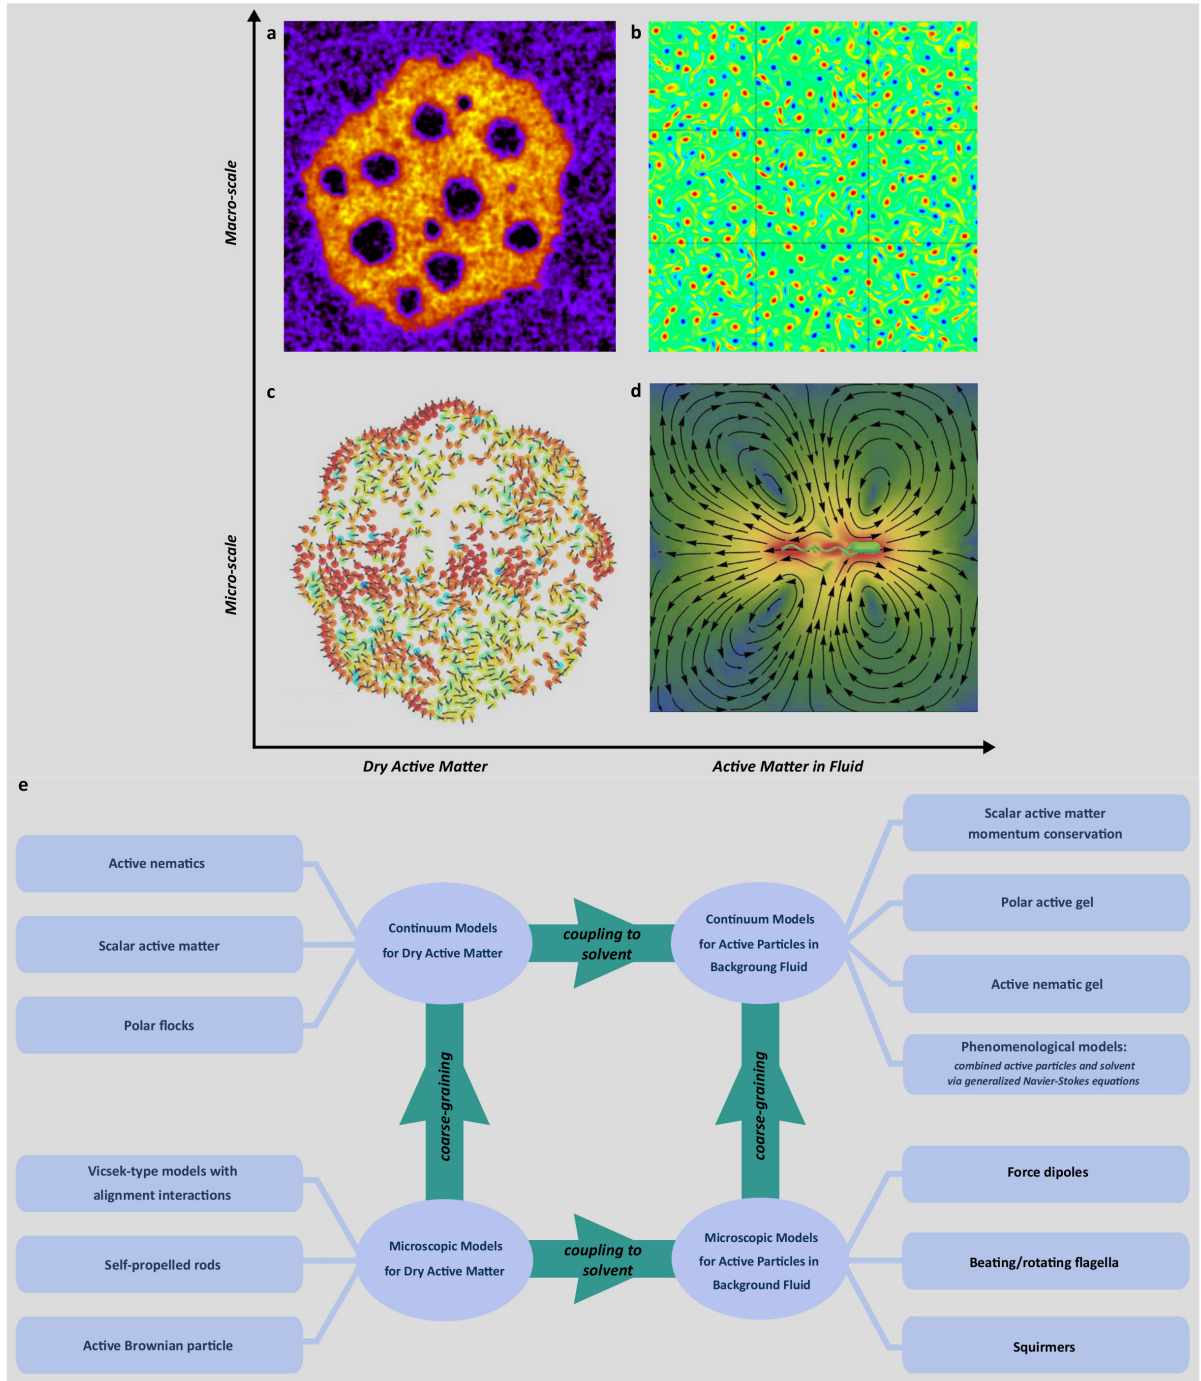 a
b
Macro-scale
c
d
Micro-scale
Dry Active Matter
Active Matter in Fluid
e
Active nematics
Scalar active matter
Polar flocks
Continuum Models
for Dry Active Matter
coupling to
solvent
Continuum Models
for Active Particles in
Backgroung Fluid
Scalar active matter
momentum conservation
Polar active gel
Active nematic gel
Phenomenological models:
combined active particles and solvent
via generalized Navier-Stokes equations
coarse-graining
coarse-graining
Vicsek-type models with
alignment interactions
Self-propelled rods
Active Brownian particle
Microscopic Models
for Dry Active Matter
coupling to
solvent
Microscopic Models
for Active Particles in
Background Fluid
Force dipoles
Beating/rotating flagella
Squirmers